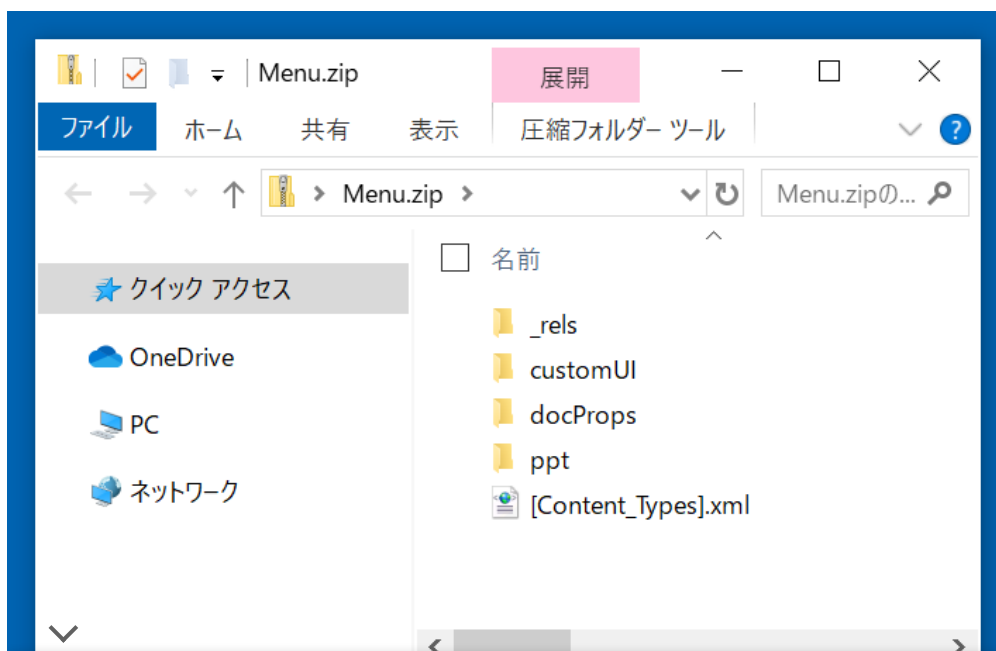 Menu.zip 展開
ファイル ホーム 共有 表示 圧縮フォルダー ツール ?
Menu.zip Menu.zipの...
名前
クイック アクセス
OneDrive
PC
ネットワーク
_rels
customUI
docProps
ppt
[Content_Types].xml